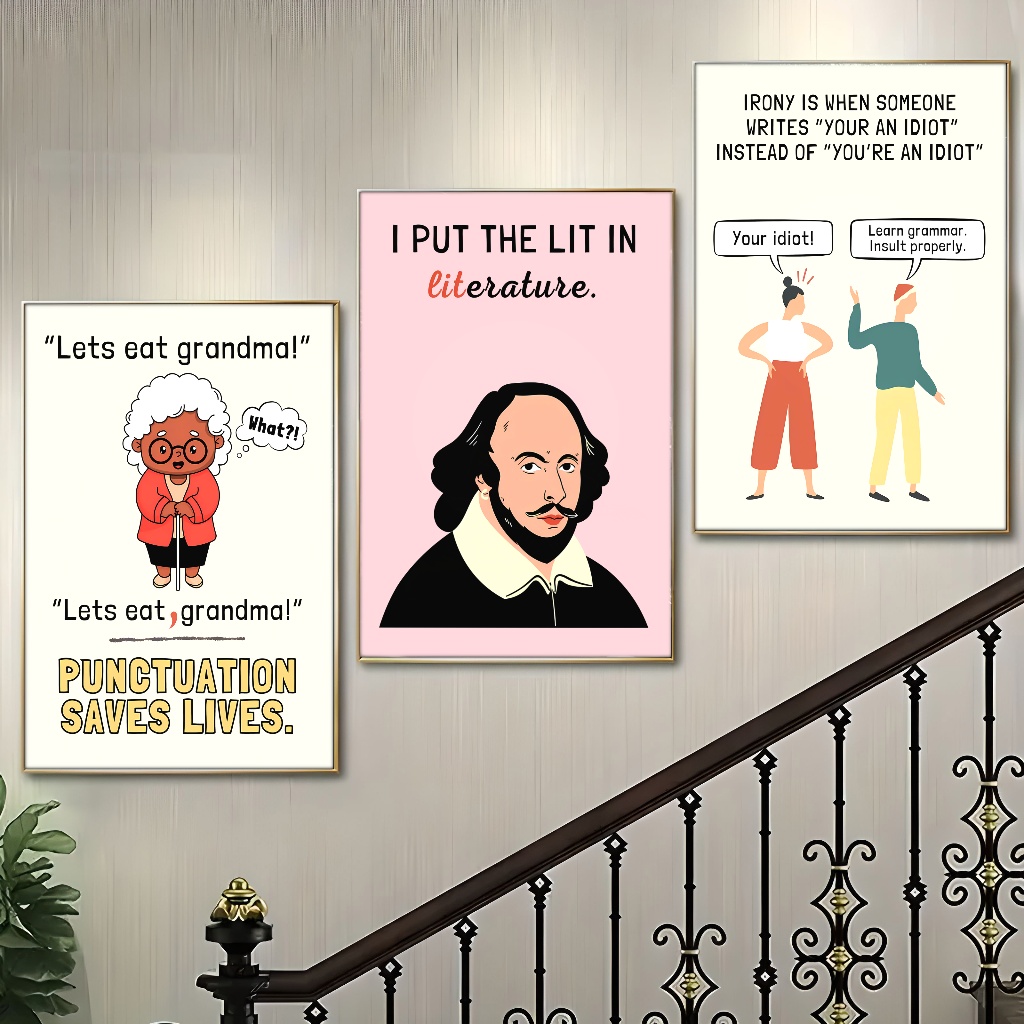 "Lets eat grandma!"
What?!
"Lets eat,grandma!"
PUNCTUATION
SAVES LIVES.
I PUT THE LIT IN
literature.
IRONY IS WHEN SOMEONE
WRITES "YOUR AN IDIOT"
INSTEAD OF "YOU'RE AN IDIOT"
Your idiot!
Learn grammar.
Insult properly.